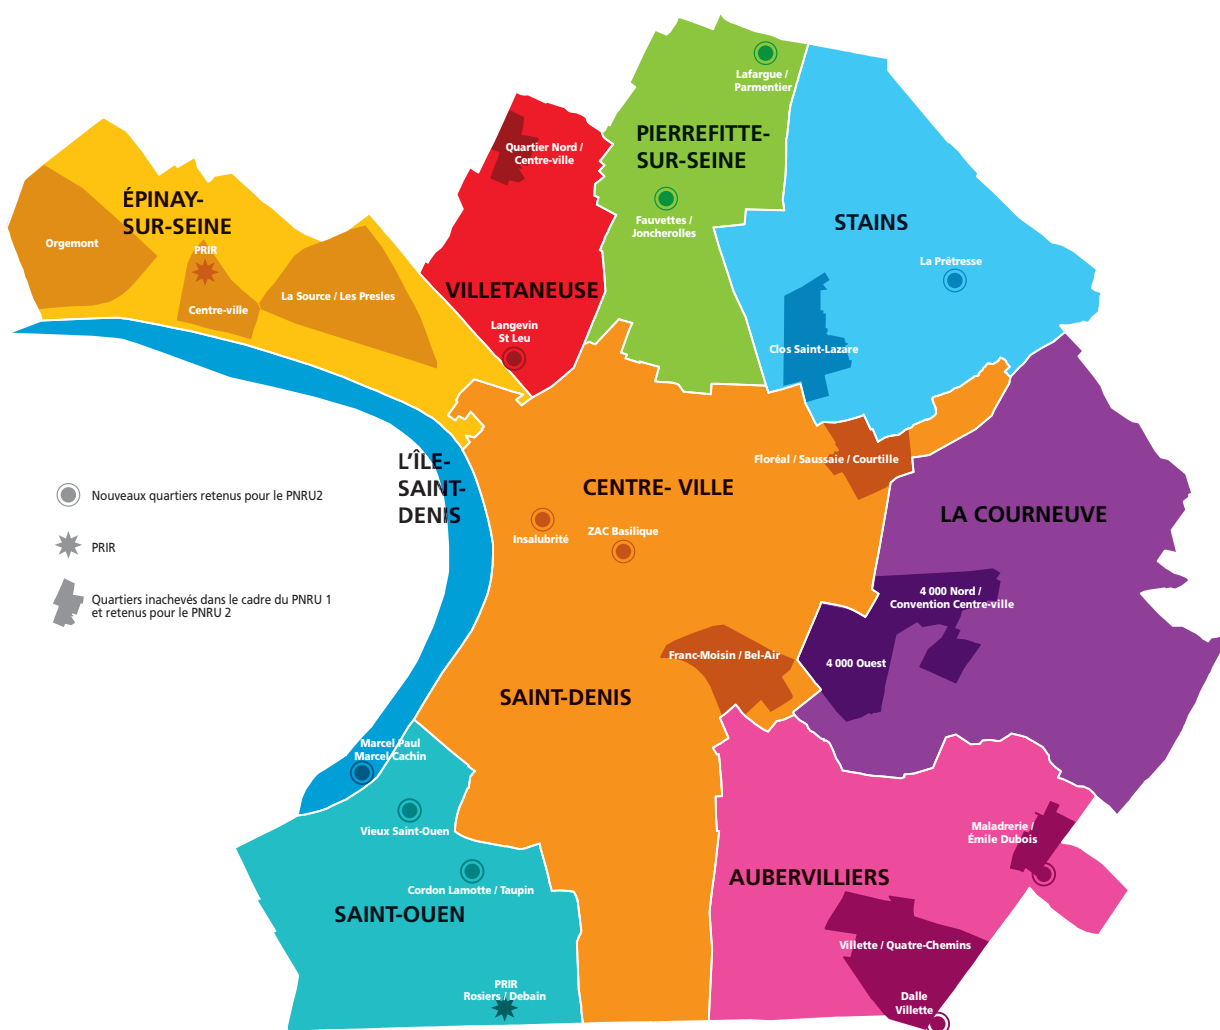 Lafargue /
Parmentier
PIERREFITTE-
SUR-SEINE
Fauvettes /
Joncherolles
Quartier Nord /
Centre-ville
VILLETANEUSE
Langevin
St Leu
ÉPINAY-
SUR-SEINE
PRIR
Orgemont
Centre-ville
La Source / Les Presles
STAINS
La Prêtresse
Clos Saint-Lazare
L'ÎLE-
SAINT-
DENIS
Floréal / Saussaie / Courtille
CENTRE- VILLE
Insalubrité
ZAC Basilique
LA COURNEUVE
Nouveaux quartiers retenus pour le PNRU2
PRIR
Quartiers inachevés dans le cadre du PNRU 1
et retenus pour le PNRU 2
4 000 Nord /
Convention Centre-ville
4 000 Ouest
Franc-Moisin / Bel-Air
SAINT-DENIS
Marcel Paul
Marcel Cachin
Vieux Saint-Ouen
Cordon Lamotte / Taupin
SAINT-OUEN
PRIR
Rosiers / Debain
Maladrerie /
Émile Dubois
AUBERVILLIERS
Villette / Quatre-Chemins
Dalle
Villette